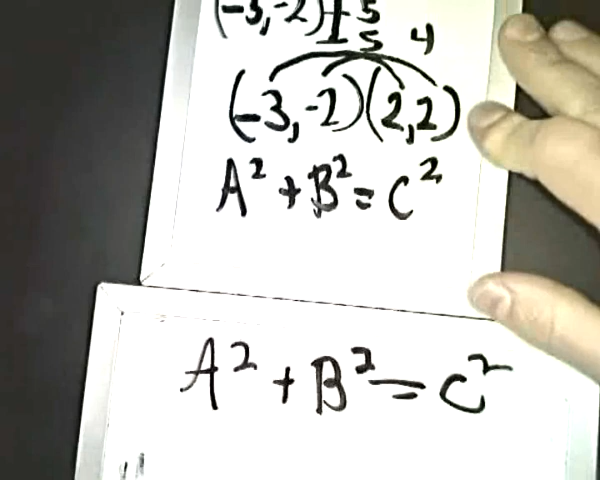 (-3,-2) ± 5
5 4
(-3,-2)(2,2)
A² + B² = C²
A² + B² = C²